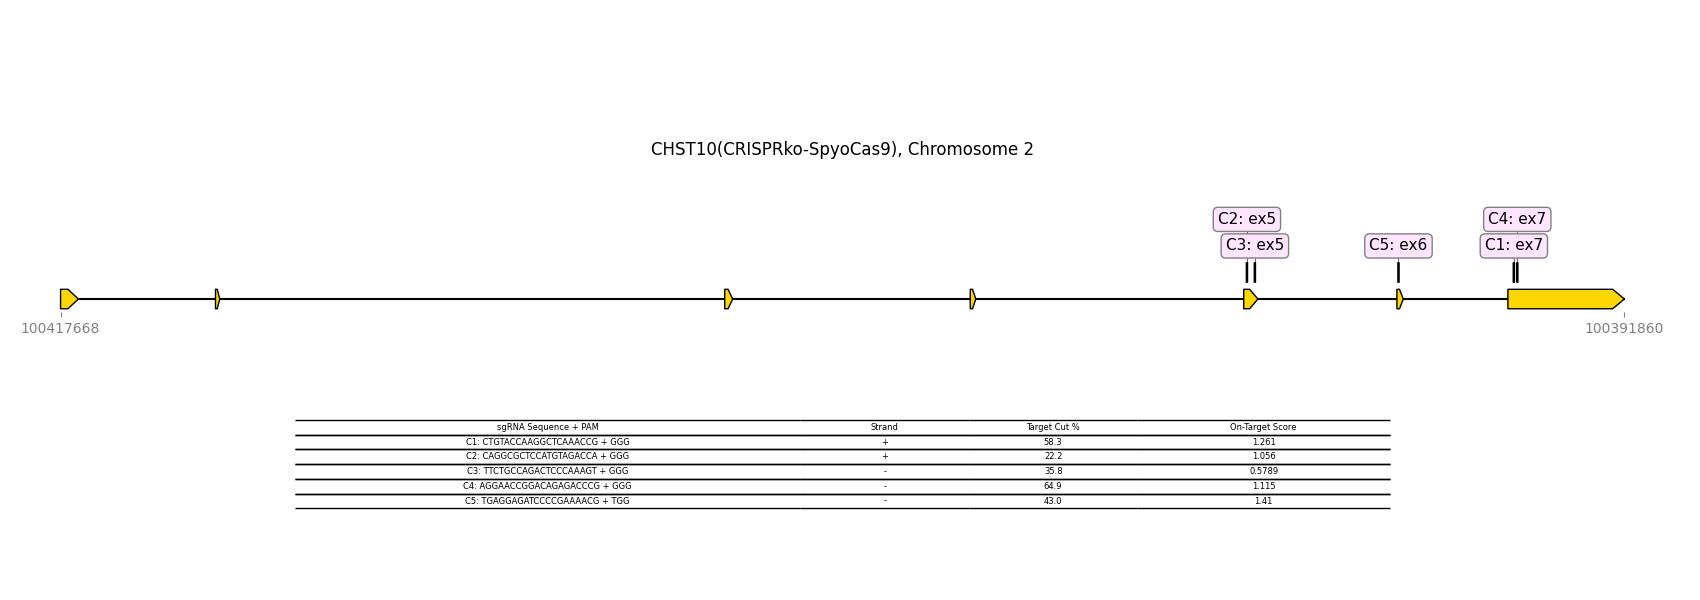 CHST10(CRISPRko-SpyoCas9), Chromosome 2
C2: ex5 C4: ex7
C3: ex5 C5: ex6 C1: ex7
100417668 100391860
sgRNA Sequence + PAM Strand Target Cut % On-Target Score
C1: CTGTACCAAGGCTCAAACCG + GGG + 58.3 1.261
C2: CAGGCGCTCCATGTAGACCA + GGG + 22.2 1.056
C3: TTCTGCCAGACTCCCAAAGT + GGG - 35.8 0.5789
C4: AGGAACCGGACAGAGACCCG + GGG - 64.9 1.115
C5: TGAGGAGATCCCCGAAAACG + TGG - 43.0 1.41